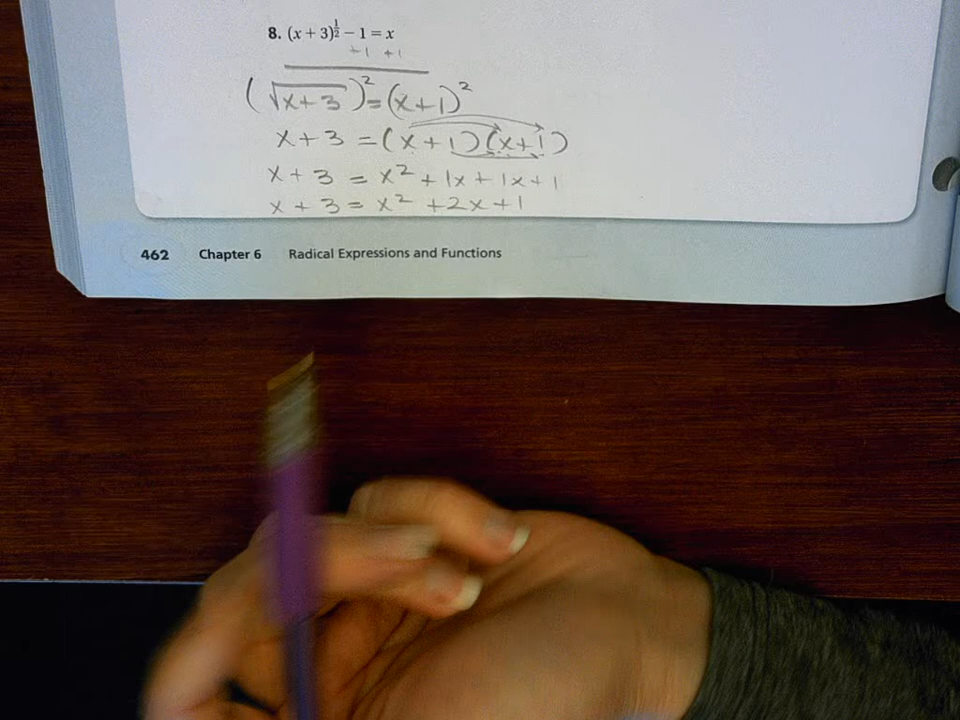 8. (x + 3)^½ − 1 = x
+1 +1
(√x+3)² = (x+1)²
x+3 = (x+1)(x+1)
x+3 = x² + 1x + 1x + 1
x+3 = x² + 2x + 1
462 Chapter 6 Radical Expressions and Functions